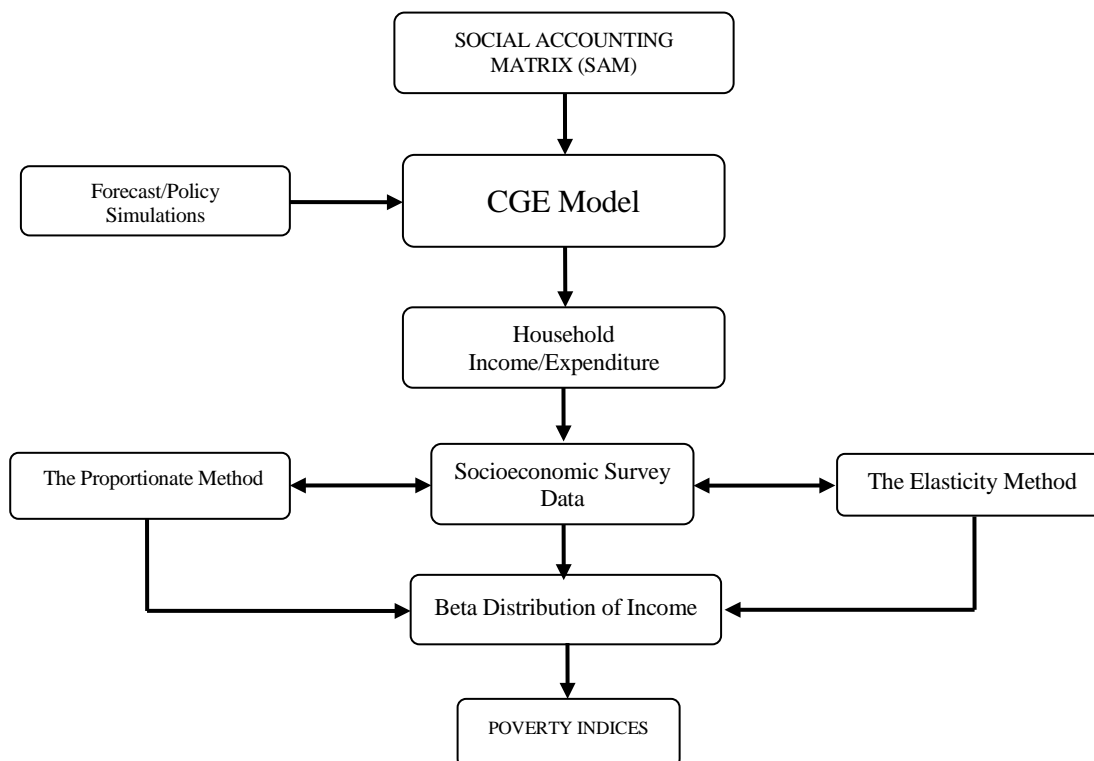 SOCIAL ACCOUNTING
MATRIX (SAM)
Forecast/Policy
Simulations
CGE Model
Household
Income/Expenditure
The Proportionate Method
Socioeconomic Survey
Data
The Elasticity Method
Beta Distribution of Income
POVERTY INDICES